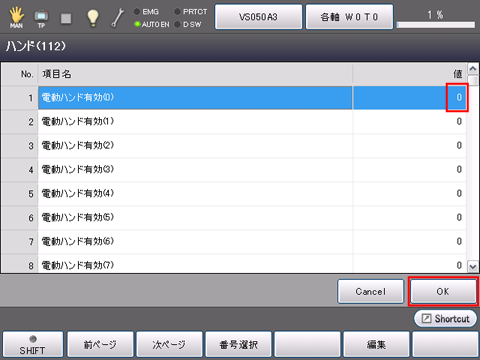 MAN TP EMG PRTCT AUTO EN D SW VS050A3 各軸 W0T0 1 %
ハンド(112)
No. 項目名 値
1 電動ハンド有効(0) 0
2 電動ハンド有効(1) 0
3 電動ハンド有効(2) 0
4 電動ハンド有効(3) 0
5 電動ハンド有効(4) 0
6 電動ハンド有効(5) 0
7 電動ハンド有効(6) 0
8 電動ハンド有効(7) 0
Cancel OK
Shortcut
SHIFT 前ページ 次ページ 番号選択 編集